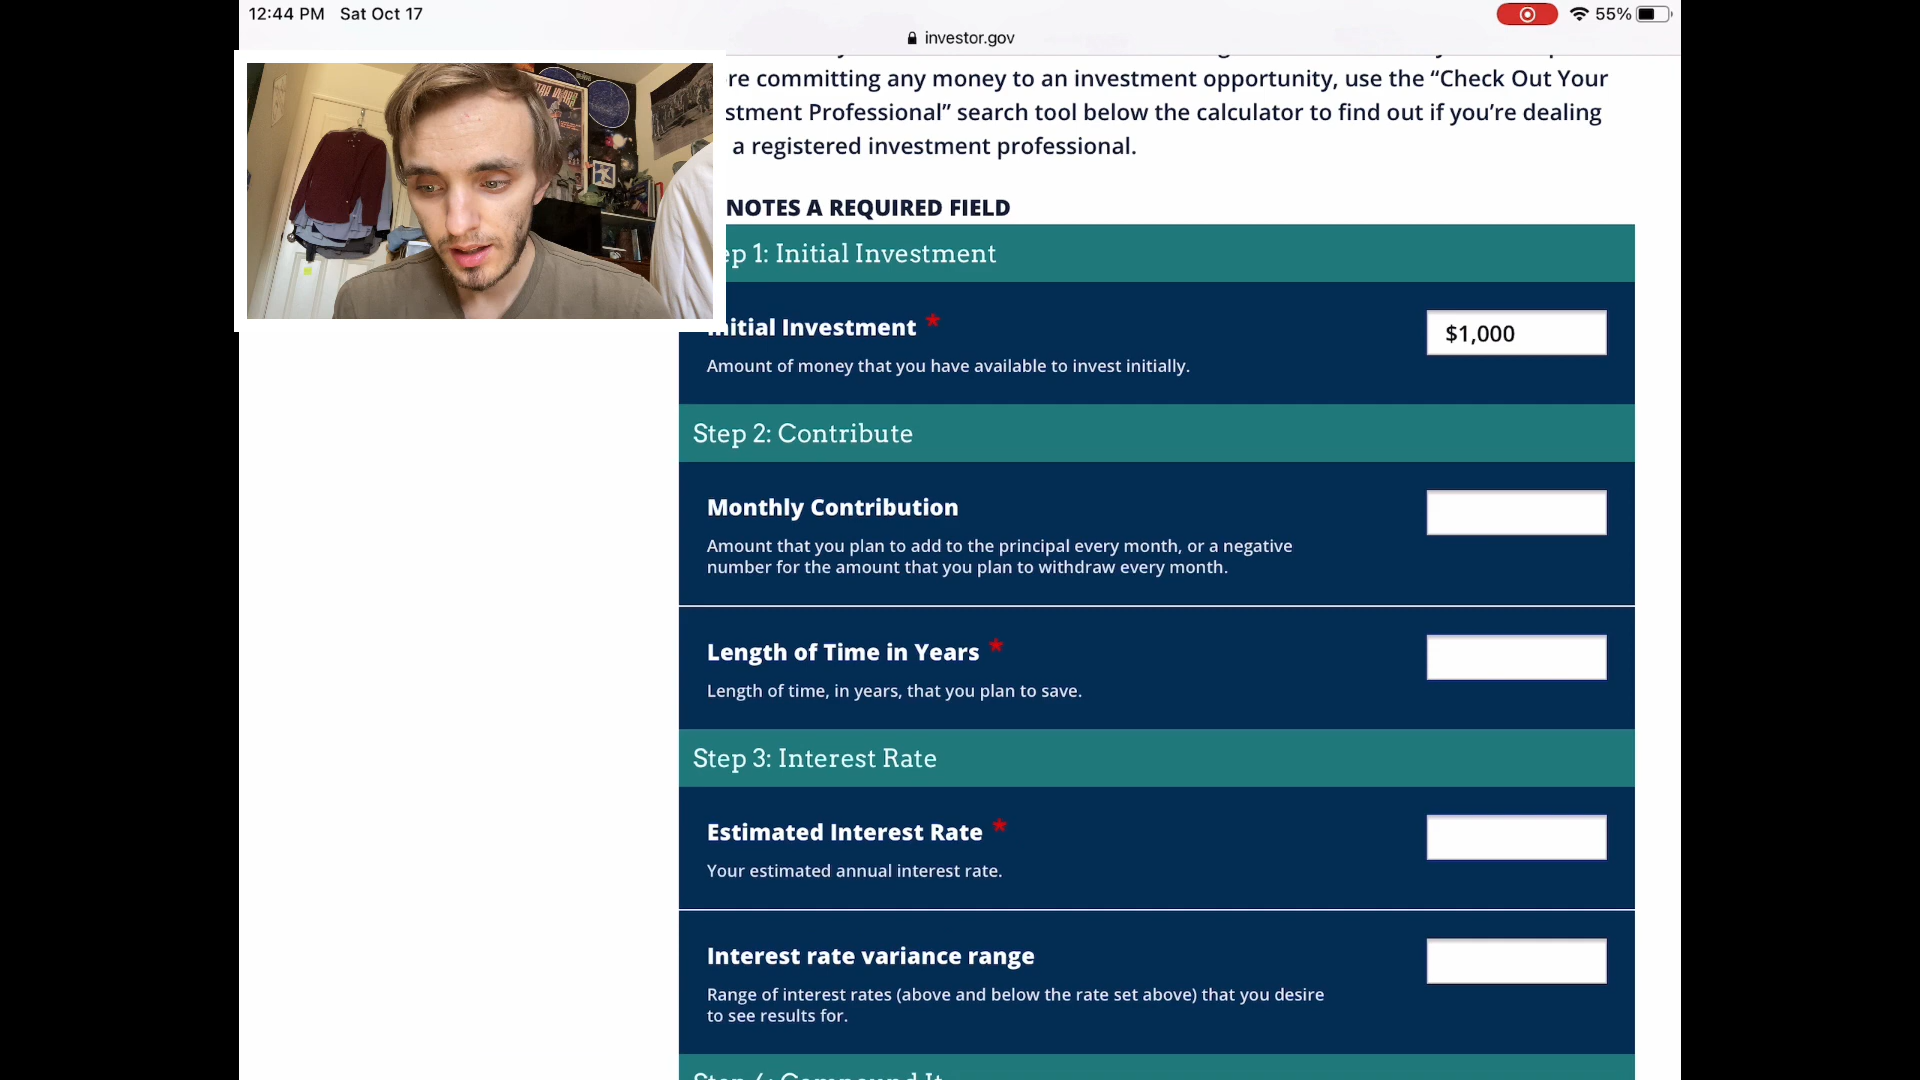 12:44 PM Sat Oct 17
55%
investor.gov
re committing any money to an investment opportunity, use the “Check Out Your
stment Professional” search tool below the calculator to find out if you’re dealing
a registered investment professional.
NOTES A REQUIRED FIELD
ep 1: Initial Investment
Initial Investment *
$1,000
Amount of money that you have available to invest initially.
Step 2: Contribute
Monthly Contribution
Amount that you plan to add to the principal every month, or a negative
number for the amount that you plan to withdraw every month.
Length of Time in Years *
Length of time, in years, that you plan to save.
Step 3: Interest Rate
Estimated Interest Rate *
Your estimated annual interest rate.
Interest rate variance range
Range of interest rates (above and below the rate set above) that you desire
to see results for.
Step 4: Compound It